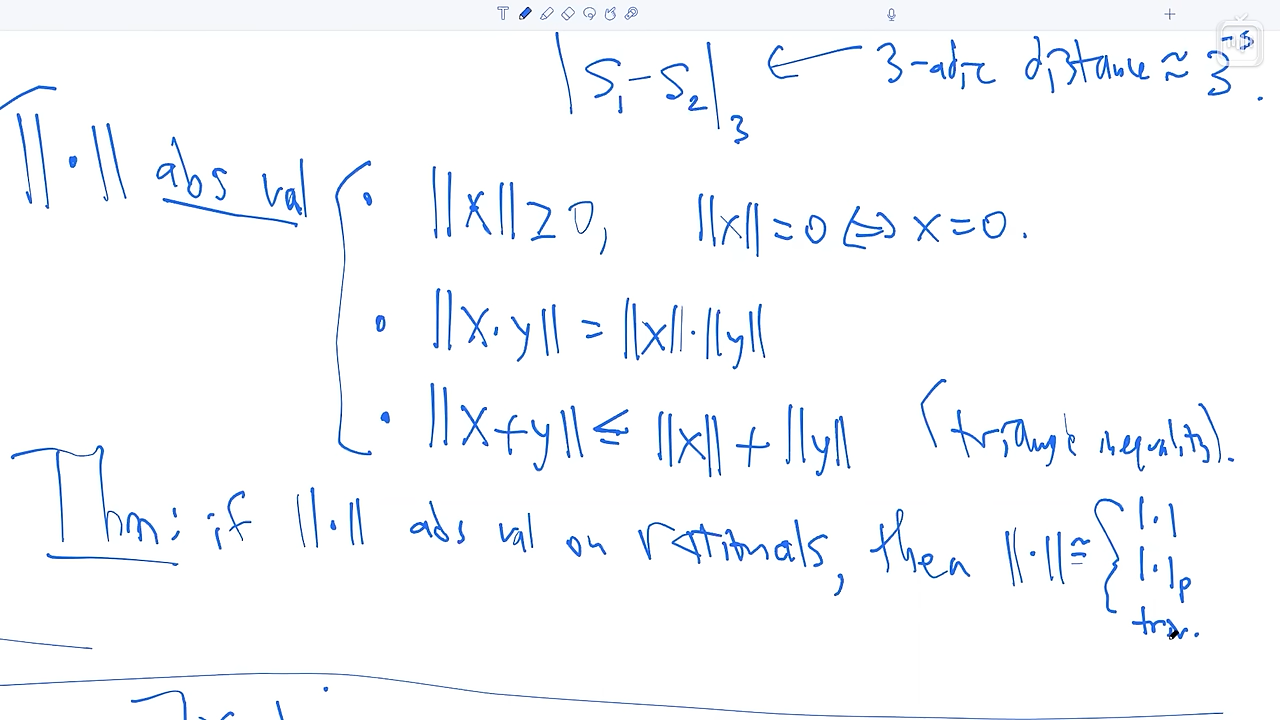 |S₁-S₂|₃ ← 3-adic distance ≈ 3⁻⁵.
||·|| abs val
• ||x|| ≥ 0, ||x|| = 0 ⇔ x = 0.
• ||x·y|| = ||x||·||y||
• ||x+y|| ≤ ||x|| + ||y|| (triangle inequality).
Thm: if ||·|| abs val on rationals, then ||·|| ≅ { |·|
|·|ₚ
triv.